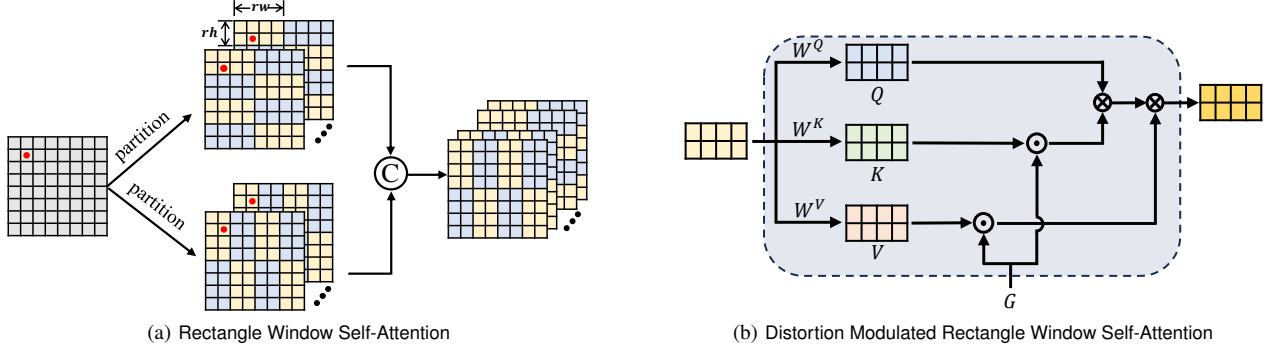 rw
rh
partition
partition
C
(a) Rectangle Window Self-Attention
W^Q
Q
W^K
K
W^V
V
G
(b) Distortion Modulated Rectangle Window Self-Attention